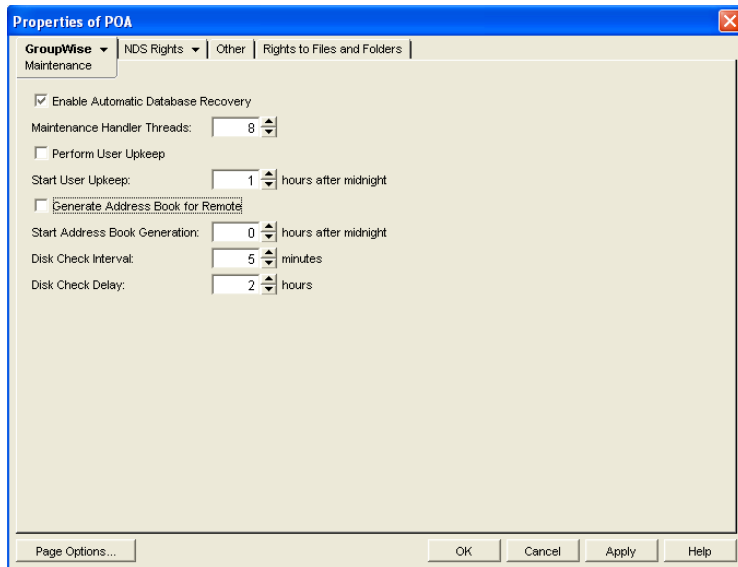 Properties of POA
GroupWise NDS Rights Other Rights to Files and Folders
Maintenance
Enable Automatic Database Recovery
Maintenance Handler Threads: 8
Perform User Upkeep
Start User Upkeep: 1 hours after midnight
Generate Address Book for Remote
Start Address Book Generation: 0 hours after midnight
Disk Check Interval: 5 minutes
Disk Check Delay: 2 hours
Page Options... OK Cancel Apply Help